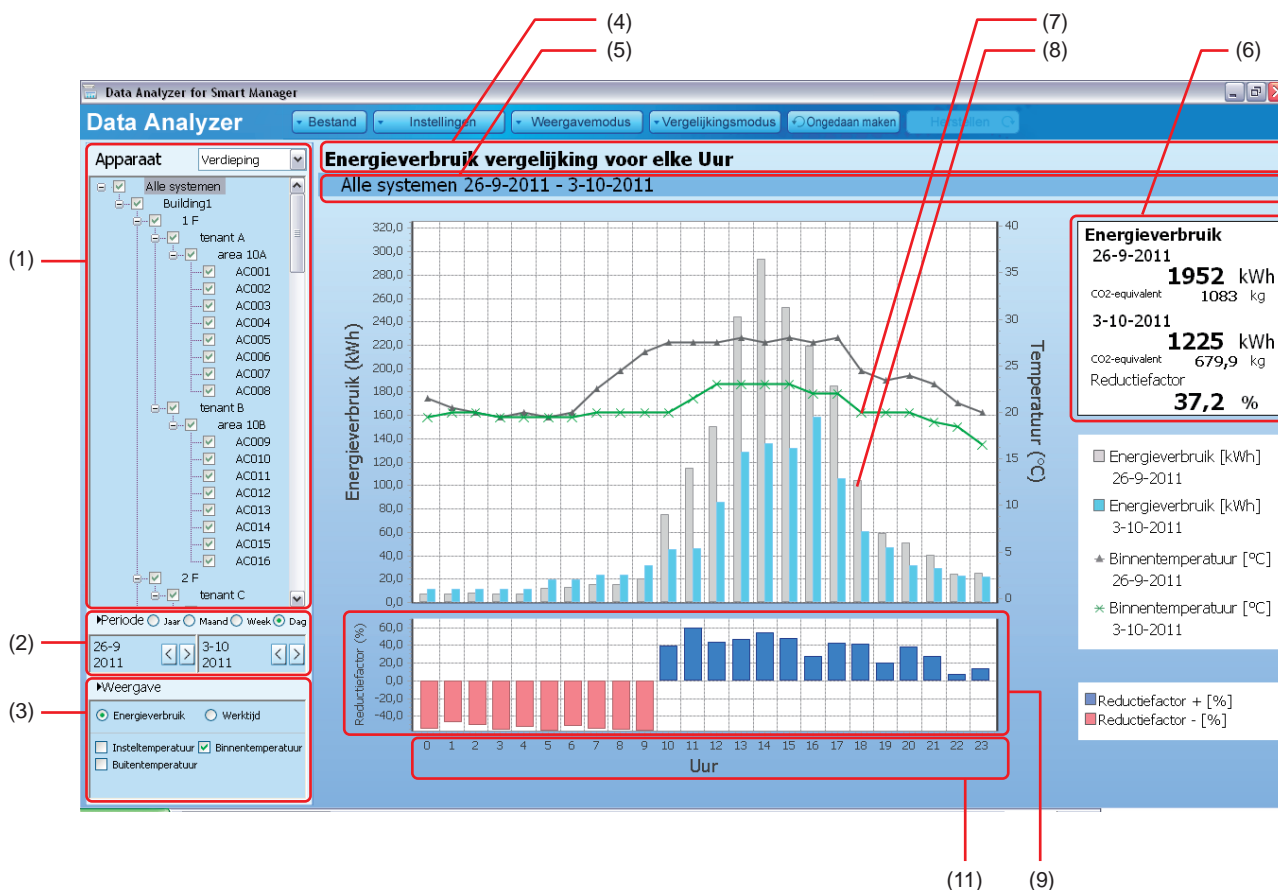 (4)
(5)
(7)
(8)
(6)
Data Analyzer for Smart Manager
Data Analyzer
Bestand
Instellingen
Weergavemodus
Vergelijkingsmodus
Ongedaan maken
Herstellen
(1)
Apparaat
Verdieping
Alle systemen
Building1
1 F
tenant A
area 10A
AC001
AC002
AC003
AC004
AC005
AC006
AC007
AC008
tenant B
area 10B
AC009
AC010
AC011
AC012
AC013
AC014
AC015
AC016
2 F
tenant C
(2)
Periode Jaar Maand Week Dag
26-9
2011
< >
3-10
2011
< >
(3)
Weergave
Energieverbruik Werktijd
Insteltemperatuur Binnentemperatuur
Buitentemperatuur
Energieverbruik vergelijking voor elke Uur
Alle systemen 26-9-2011 - 3-10-2011
Energieverbruik (kWh)
320,0
300,0
280,0
260,0
240,0
220,0
200,0
180,0
160,0
140,0
120,0
100,0
80,0
60,0
40,0
20,0
0,0
40
35
30
25
20
15
10
5
0
Temperatuur (°C)
Reductiefactor (%)
60,0
40,0
20,0
0,0
-20,0
-40,0
0 1 2 3 4 5 6 7 8 9 10 11 12 13 14 15 16 17 18 19 20 21 22 23
Uur
Energieverbruik
26-9-2011
1952 kWh
CO2-equivalent 1083 kg
3-10-2011
1225 kWh
CO2-equivalent 679,9 kg
Reductiefactor
37,2 %
Energieverbruik [kWh]
26-9-2011
Energieverbruik [kWh]
3-10-2011
Binnentemperatuur [°C]
26-9-2011
Binnentemperatuur [°C]
3-10-2011
Reductiefactor + [%]
Reductiefactor - [%]
(11)
(9)